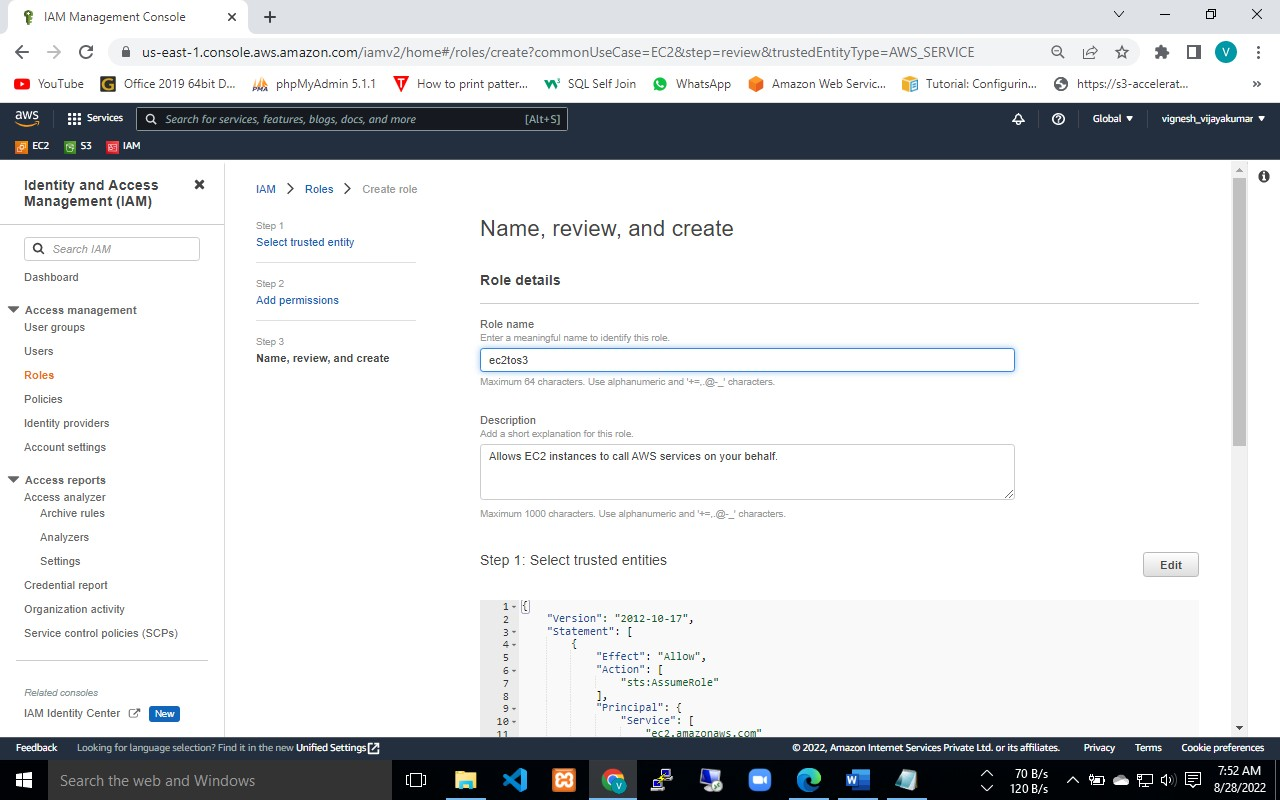 IAM Management Console
us-east-1.console.aws.amazon.com/iamv2/home#/roles/create?commonUseCase=EC2&step=review&trustedEntityType=AWS_SERVICE
V
YouTube
Office 2019 64bit D...
phpMyAdmin 5.1.1
How to print patter...
SQL Self Join
WhatsApp
Amazon Web Servic...
Tutorial: Configurin...
https://s3-accelerat...
»
aws
Services
Search for services, features, blogs, docs, and more
[Alt+S]
Global
vignesh_vijayakumar
EC2
S3
IAM
Identity and Access
Management (IAM)
Search IAM
Dashboard
Access management
User groups
Users
Roles
Policies
Identity providers
Account settings
Access reports
Access analyzer
Archive rules
Analyzers
Settings
Credential report
Organization activity
Service control policies (SCPs)
Related consoles
IAM Identity Center
New
IAM > Roles > Create role
Step 1
Select trusted entity
Step 2
Add permissions
Step 3
Name, review, and create
Name, review, and create
Role details
Role name
Enter a meaningful name to identify this role.
ec2tos3
Maximum 64 characters. Use alphanumeric and '+=,.@-_' characters.
Description
Add a short explanation for this role.
Allows EC2 instances to call AWS services on your behalf.
Maximum 1000 characters. Use alphanumeric and '+=,.@-_' characters.
Step 1: Select trusted entities
Edit
1 {
2 "Version": "2012-10-17",
3 "Statement": [
4 {
5 "Effect": "Allow",
6 "Action": [
7 "sts:AssumeRole"
8 ],
9 "Principal": {
10 "Service": [
11 "ec2.amazonaws.com"
Feedback
Looking for language selection? Find it in the new Unified Settings
© 2022, Amazon Internet Services Private Ltd. or its affiliates.
Privacy
Terms
Cookie preferences
Search the web and Windows
70 B/s
120 B/s
7:52 AM
8/28/2022